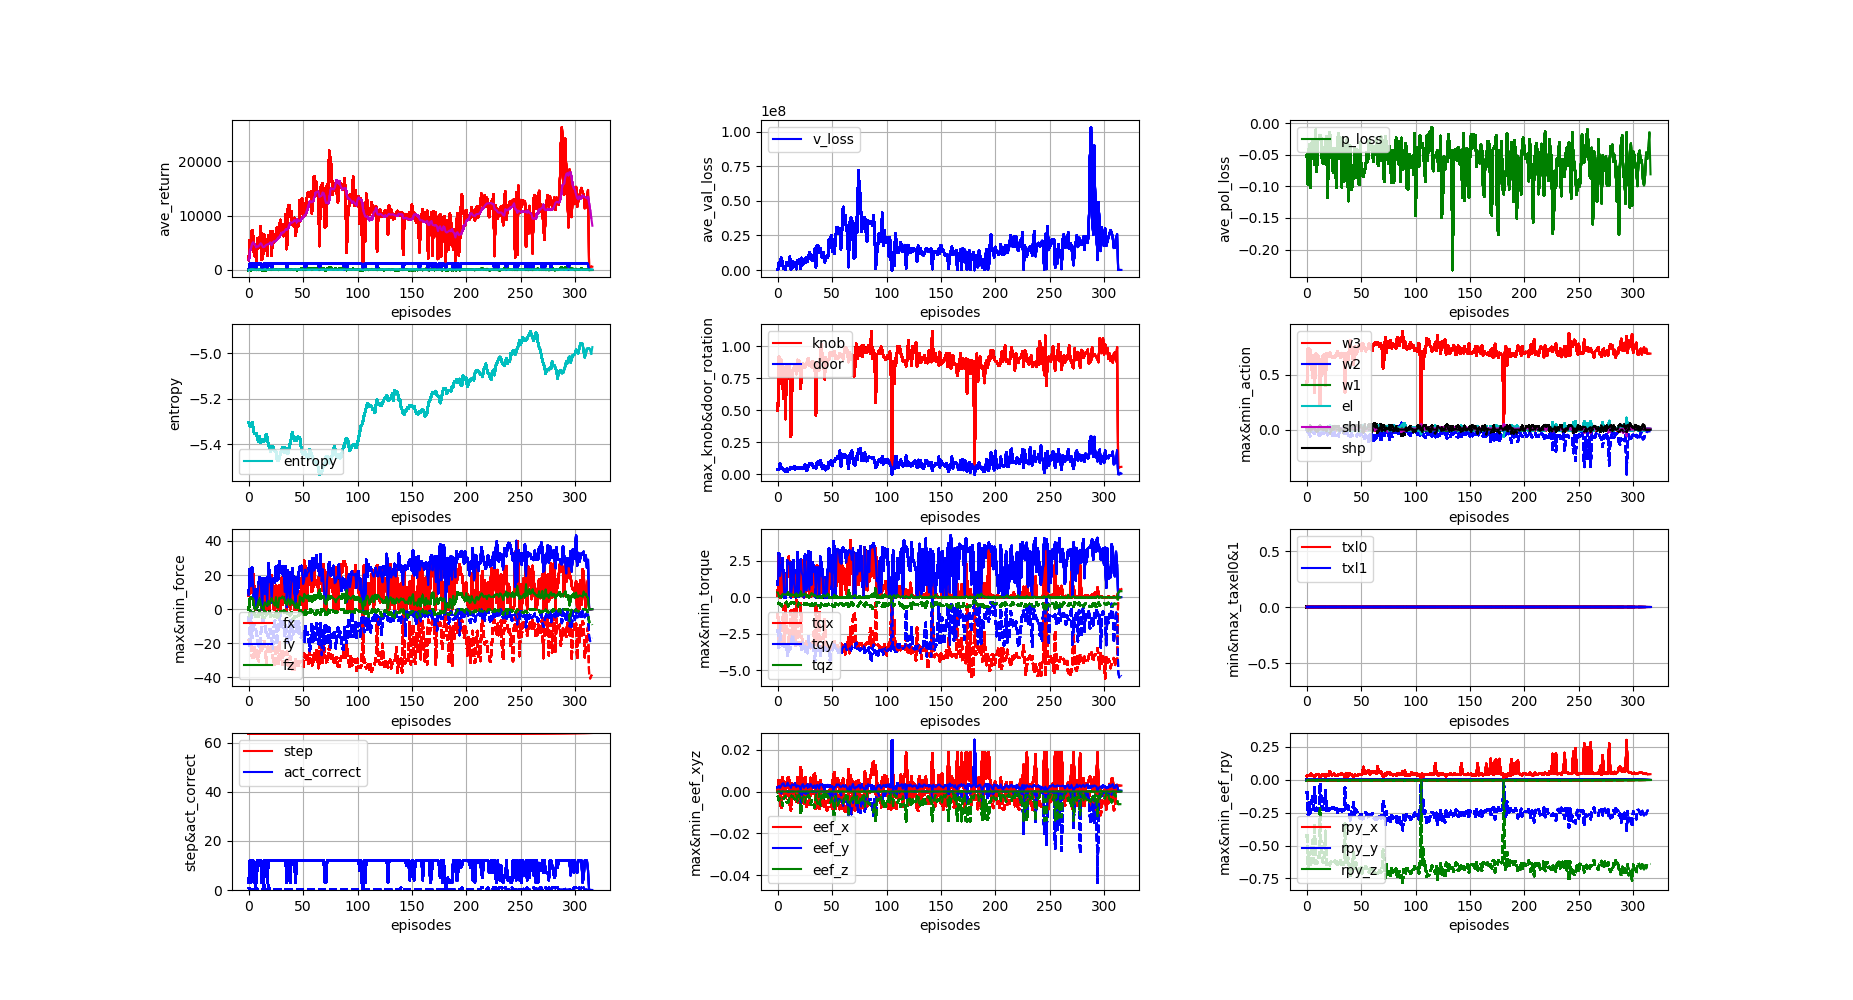 1e8
ave_return
20000
10000
0
0 50 100 150 200 250 300
episodes
ave_val_loss
v_loss
1.00
0.75
0.50
0.25
0.00
0 50 100 150 200 250 300
episodes
ave_pol_loss
p_loss
0.00
−0.05
−0.10
−0.15
−0.20
0 50 100 150 200 250 300
episodes
entropy
−5.0
−5.2
−5.4
entropy
0 50 100 150 200 250 300
episodes
max_knob&door_rotation
knob
door
1.00
0.75
0.50
0.25
0.00
0 50 100 150 200 250 300
episodes
max&min_action
w3
w2
w1
el
shl
shp
0.5
0.0
0 50 100 150 200 250 300
episodes
max&min_force
40
20
0
−20
−40
fx
fy
fz
0 50 100 150 200 250 300
episodes
max&min_torque
2.5
0.0
−2.5
−5.0
tqx
tqy
tqz
0 50 100 150 200 250 300
episodes
min&max_taxel0&1
txl0
txl1
0.5
0.0
−0.5
0 50 100 150 200 250 300
episodes
step&act_correct
step
act_correct
60
40
20
0
0 50 100 150 200 250 300
episodes
max&min_eef_xyz
0.02
0.00
−0.02
−0.04
eef_x
eef_y
eef_z
0 50 100 150 200 250 300
episodes
max&min_eef_rpy
0.25
0.00
−0.25
−0.50
−0.75
rpy_x
rpy_y
rpy_z
0 50 100 150 200 250 300
episodes